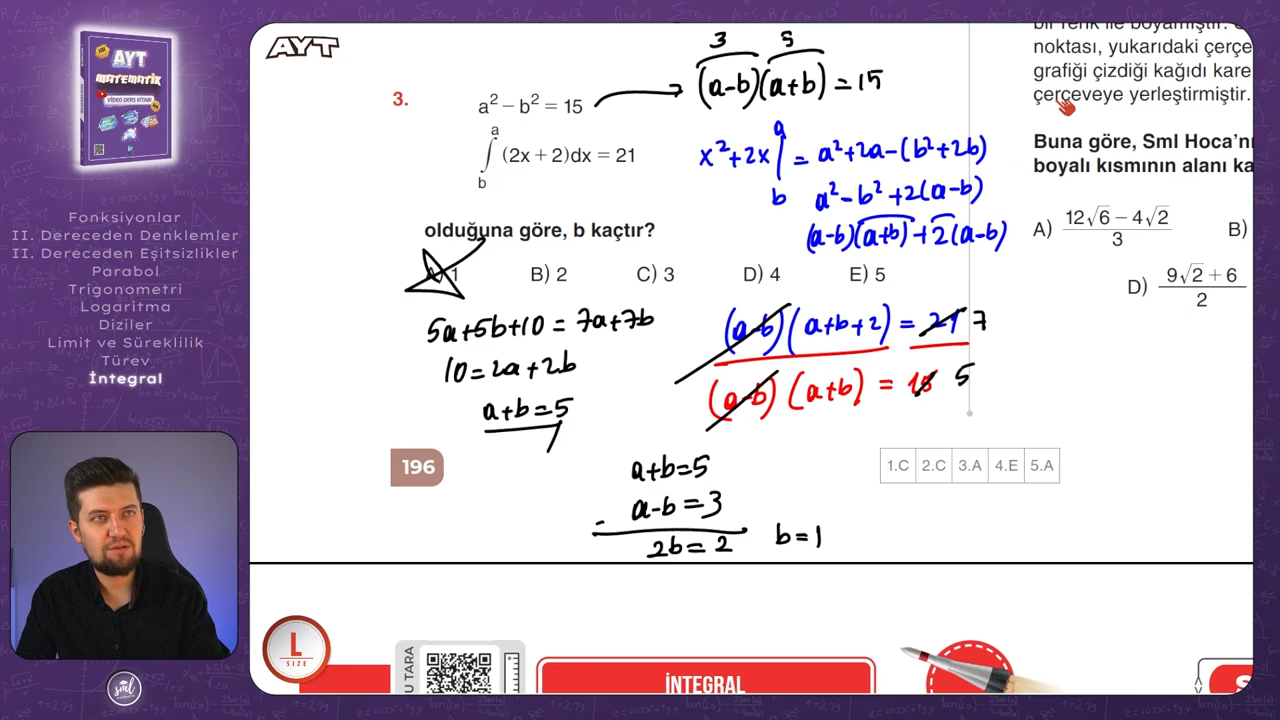 AYT
MATEMATİK
VİDEO DERS KİTABI
Fonksiyonlar
II. Dereceden Denklemler
II. Dereceden Eşitsizlikler
Parabol
Trigonometri
Logaritma
Diziler
Limit ve Süreklilik
Türev
İntegral
sml
AYT
3.
a² − b² = 15
∫_b^a (2x + 2)dx = 21
olduğuna göre, b kaçtır?
A) 1 B) 2 C) 3 D) 4 E) 5
3 5
(a-b)(a+b) = 15
x²+2x |_b^a = a²+2a-(b²+2b)
a²-b²+2(a-b)
(a-b)(a+b)+2(a-b)
(a-b)(a+b+2) = 21 7
(a-b)(a+b) = 15 5
5a+5b+10 = 7a+7b
10=2a+2b
a+b=5
a+b=5
- a-b=3
2b=2 b=1
196
1.C 2.C 3.A 4.E 5.A
noktası, yukarıdaki çerçe
grafiği çizdiği kağıdı kare
çerçeveye yerleştirmiştir.
Buna göre, Sml Hoca'nı
boyalı kısmının alanı ka
A) (12√6 − 4√2)/3 B)
D) (9√2 + 6)/2
L
SIZE
U TARA
İNTEGRAL